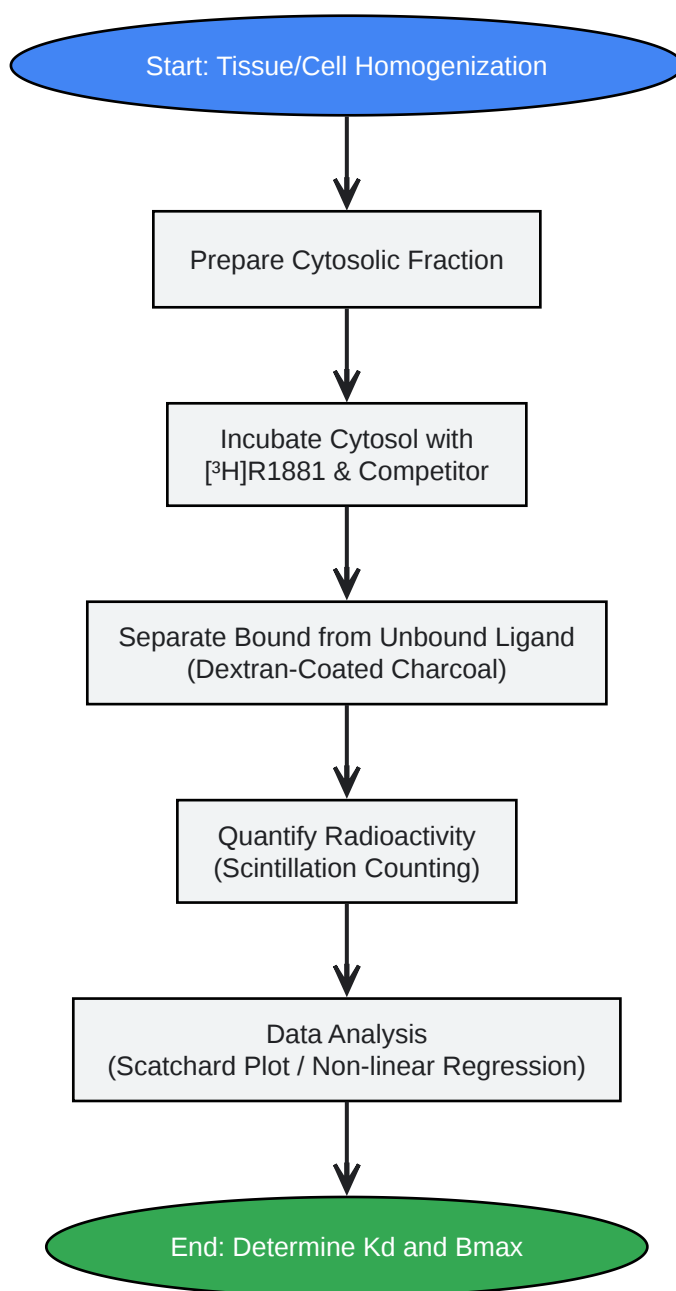 Start: Tissue/Cell Homogenization
Prepare Cytosolic Fraction
Incubate Cytosol with
[³H]R1881 & Competitor
Separate Bound from Unbound Ligand
(Dextran-Coated Charcoal)
Quantify Radioactivity
(Scintillation Counting)
Data Analysis
(Scatchard Plot / Non-linear Regression)
End: Determine Kd and Bmax